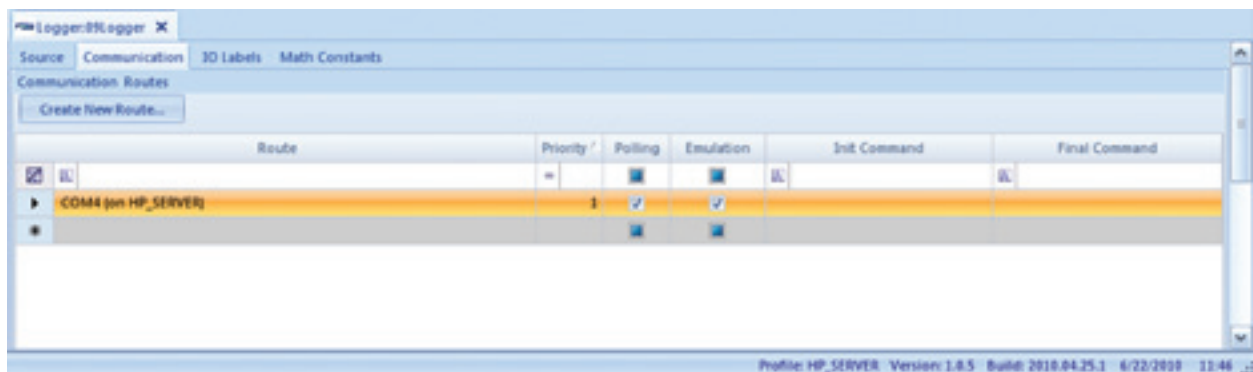 Logger:09Logger
Source Communication IO Labels Math Constants
Communication Routes
Create New Route...
Route Priority Polling Emulation Init Command Final Command
=
COM4 (on HP_SERVER) 1
Profile: HP_SERVER Version: 1.0.5 Build: 2010.04.25.1 6/22/2010 11:46